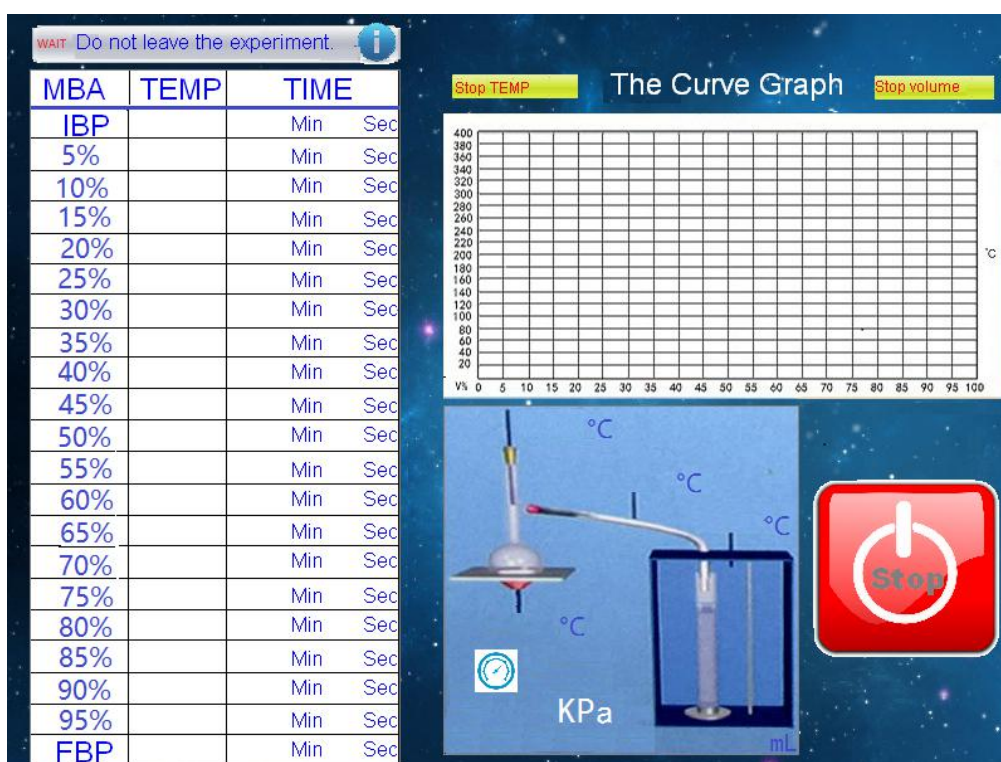 WAIT Do not leave the experiment. i
MBA TEMP TIME
IBP Min Sec
5% Min Sec
10% Min Sec
15% Min Sec
20% Min Sec
25% Min Sec
30% Min Sec
35% Min Sec
40% Min Sec
45% Min Sec
50% Min Sec
55% Min Sec
60% Min Sec
65% Min Sec
70% Min Sec
75% Min Sec
80% Min Sec
85% Min Sec
90% Min Sec
95% Min Sec
FBP Min Sec
Stop TEMP The Curve Graph Stop volume
400
380
360
340
320
300
280
260
240
220
200 °C
180
160
140
120
100
80
60
40
20
V% 0 5 10 15 20 25 30 35 40 45 50 55 60 65 70 75 80 85 90 95 100
°C
°C
°C
Stop
°C
KPa
mL